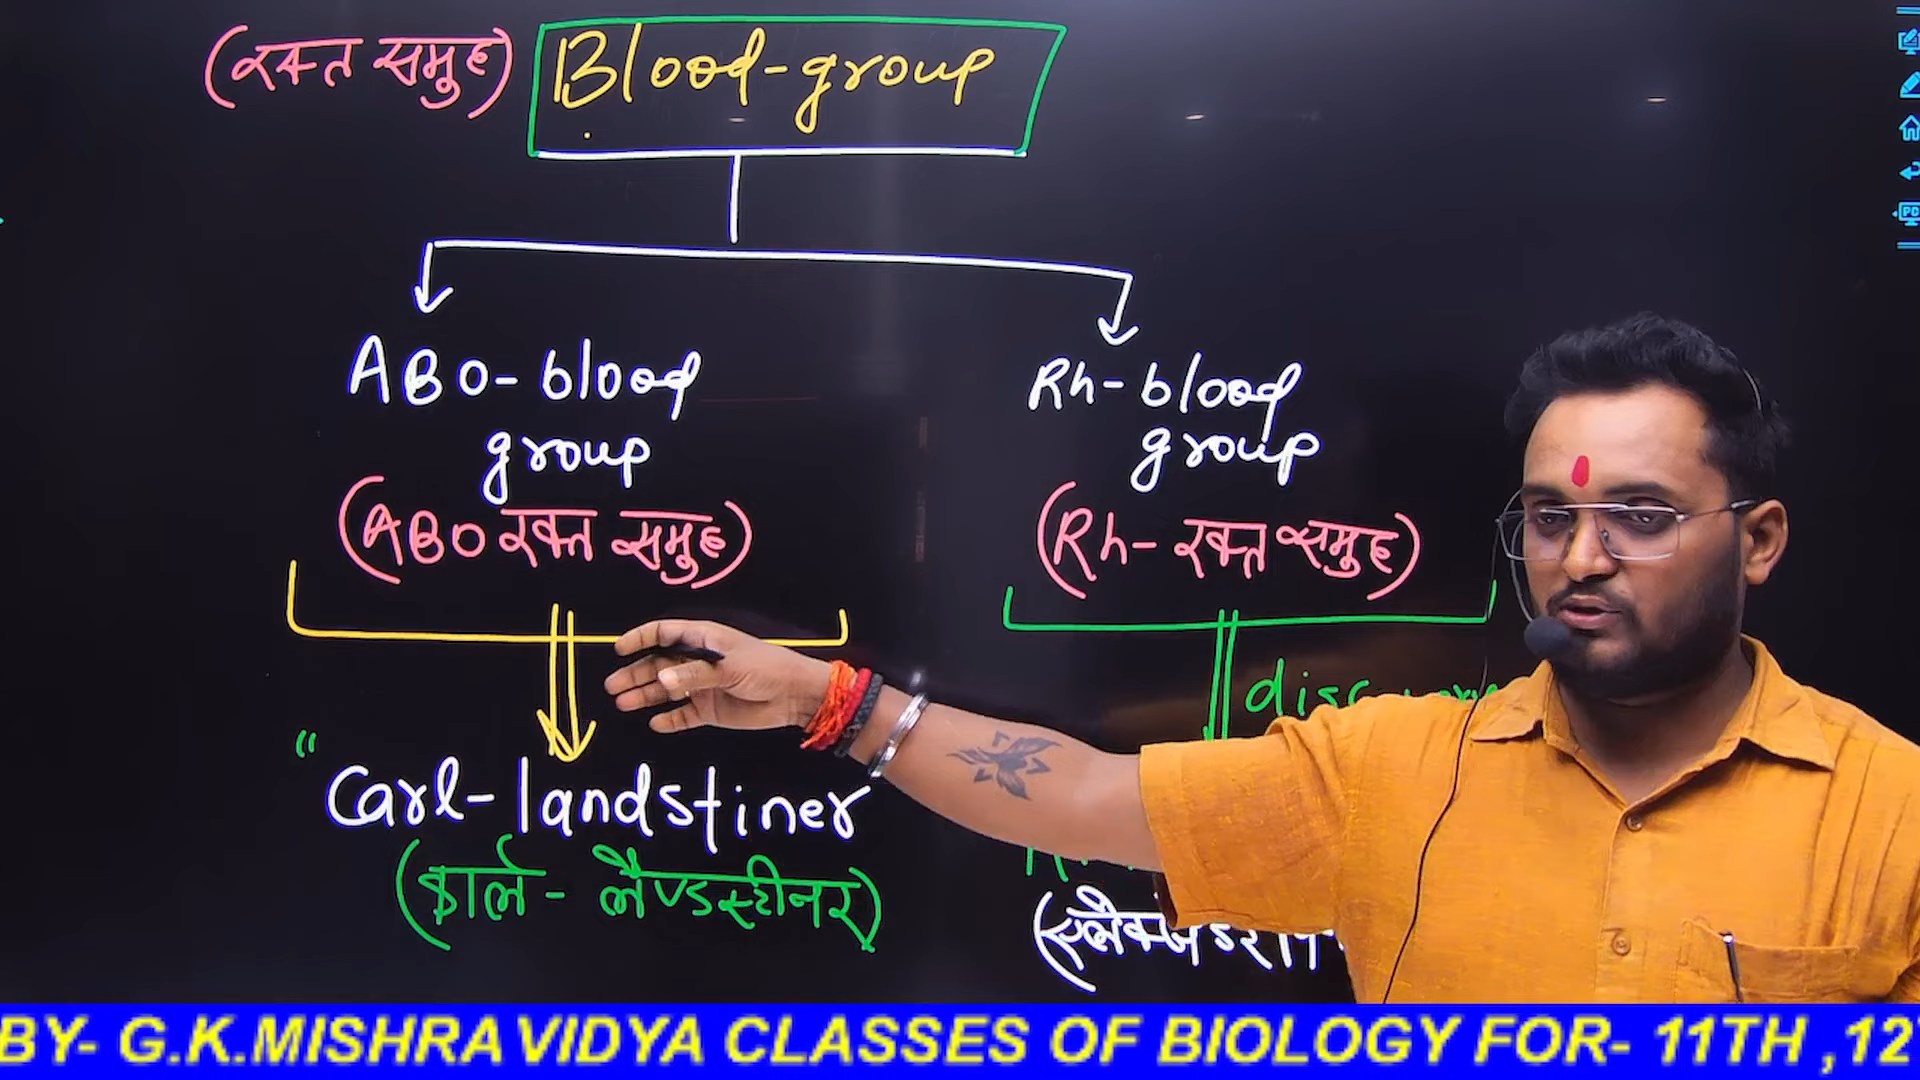 (रक्त समुह) Blood-group
ABO-blood
group
(ABO रक्त समुह)
Rh-blood
group
(Rh- रक्त समुह)
"Carl-landstiner
(कार्ल - लैण्डस्टीनर)
BY- G.K.MISHRA VIDYA CLASSES OF BIOLOGY FOR- 11TH ,12